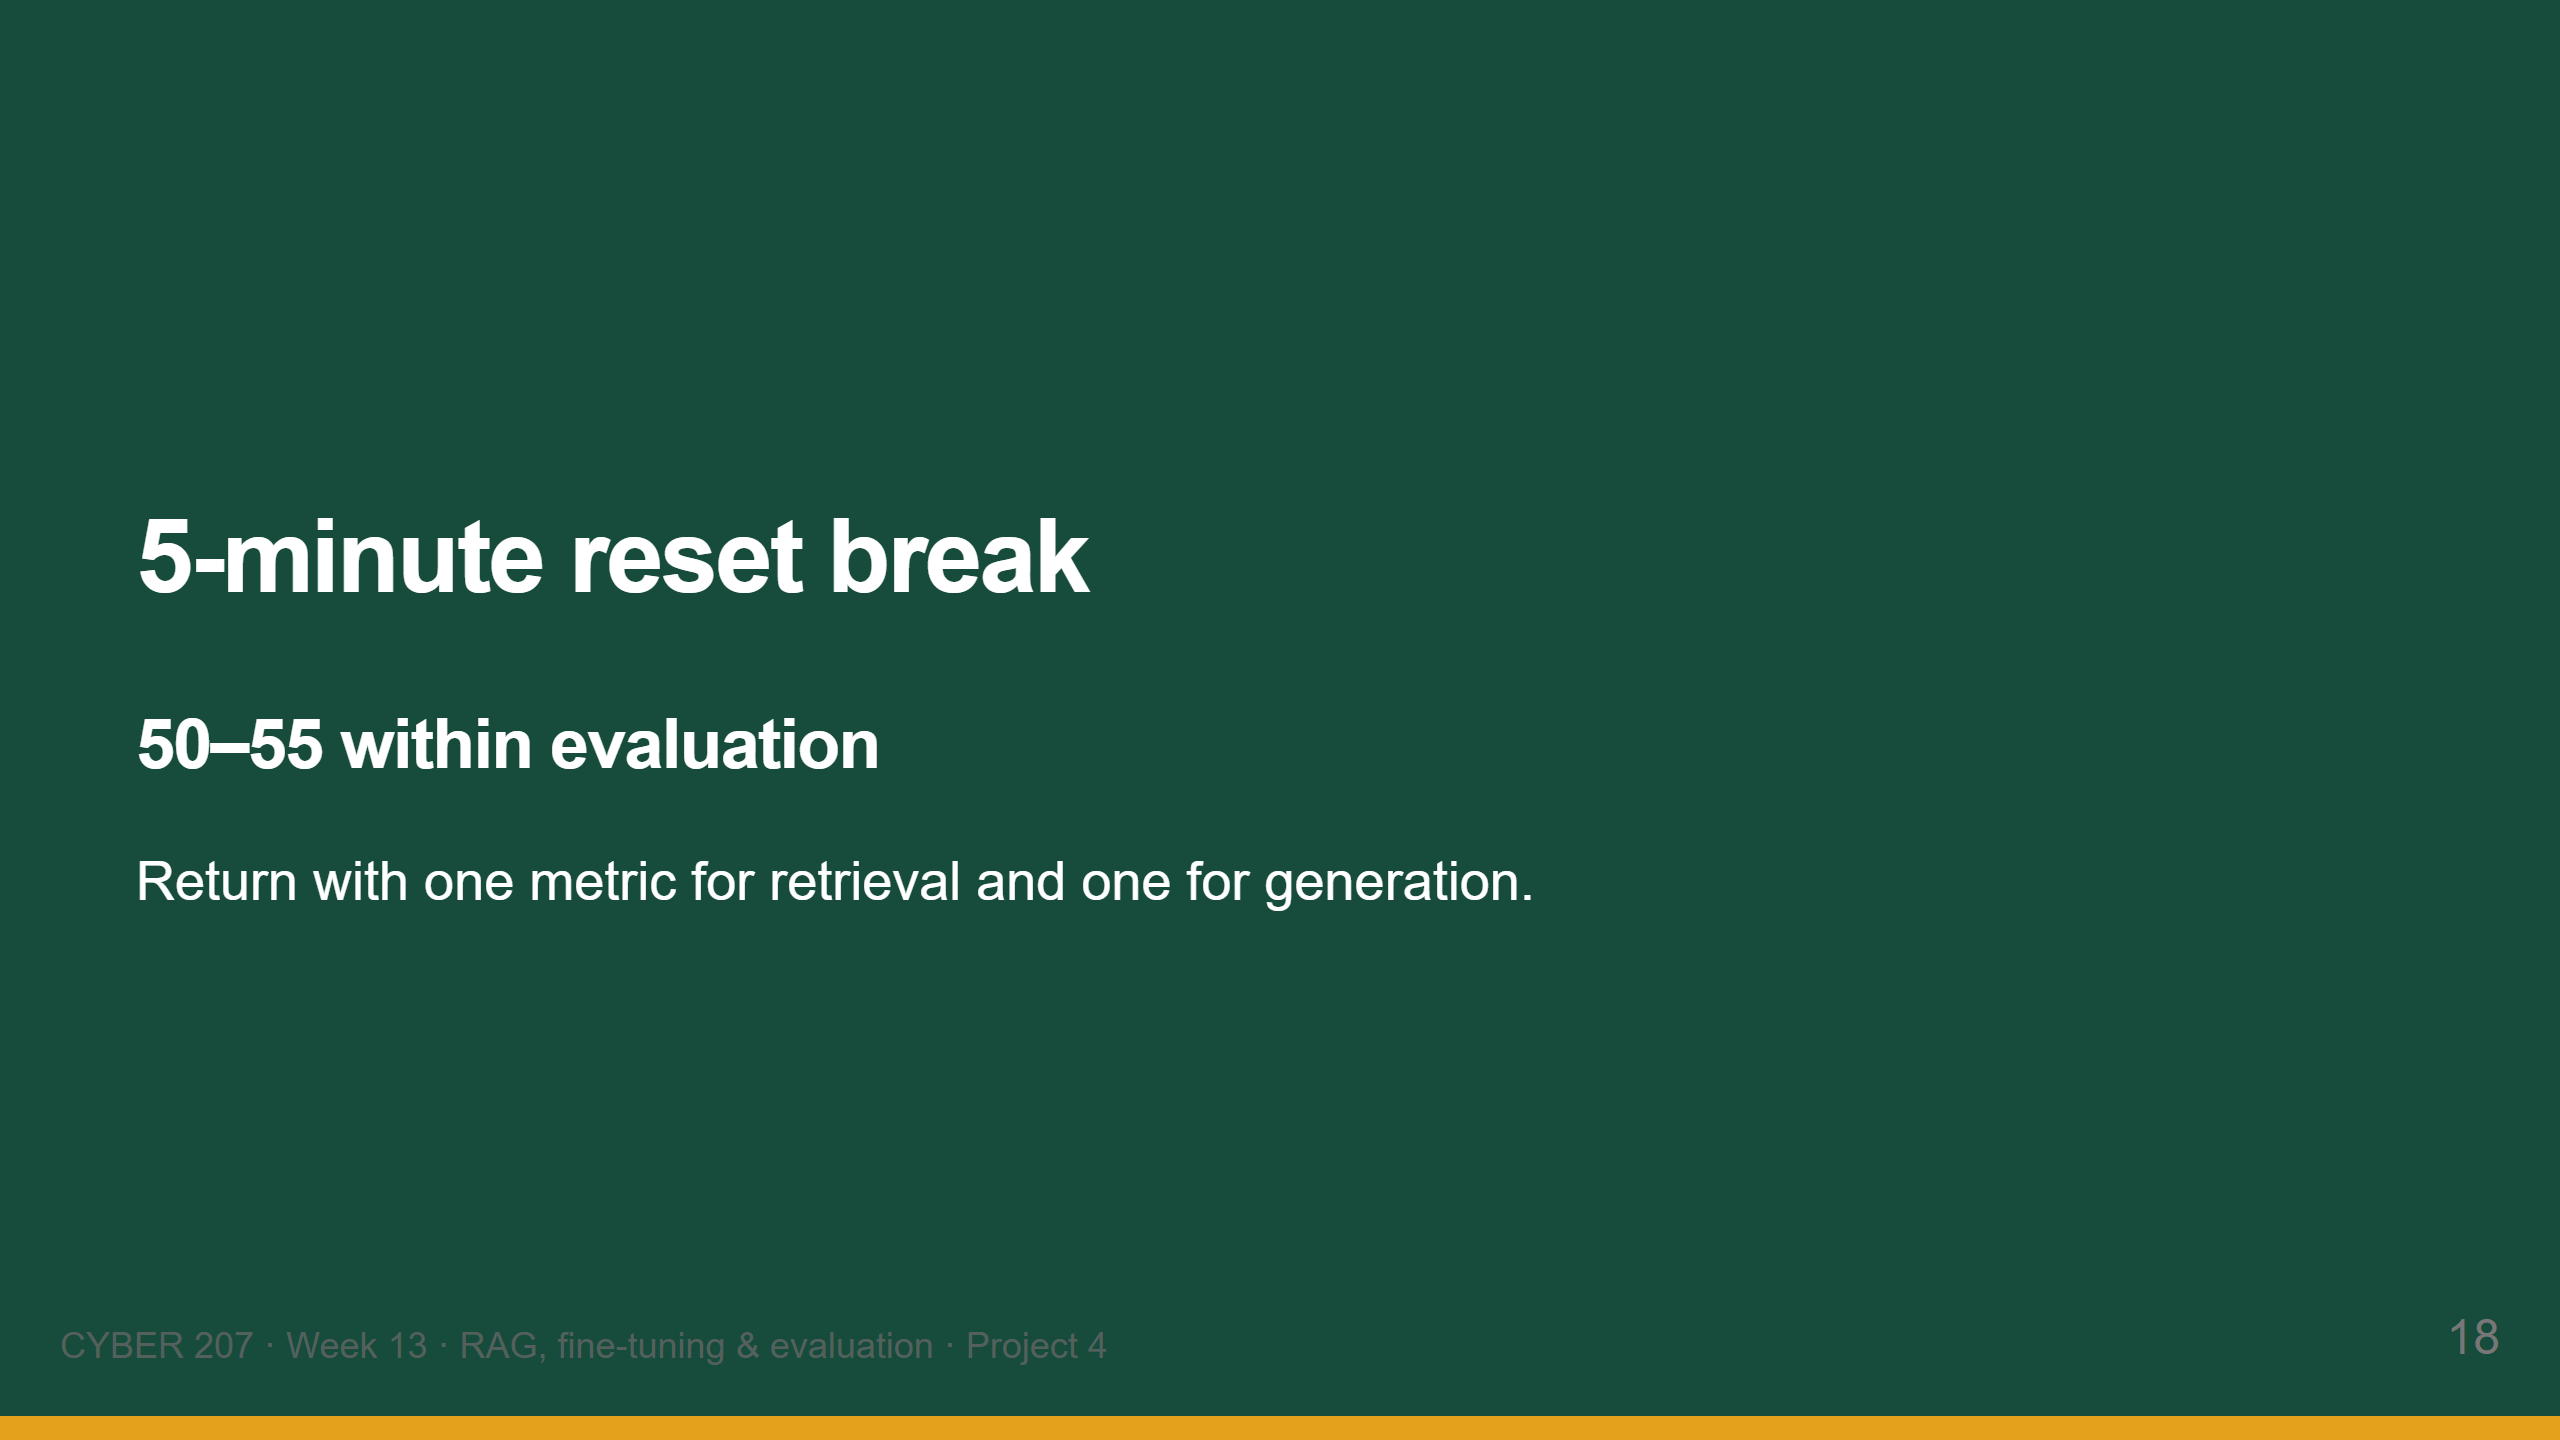 5-minute reset break
50–55 within evaluation
Return with one metric for retrieval and one for generation.
CYBER 207 · Week 13 · RAG, fine-tuning & evaluation · Project 4
18